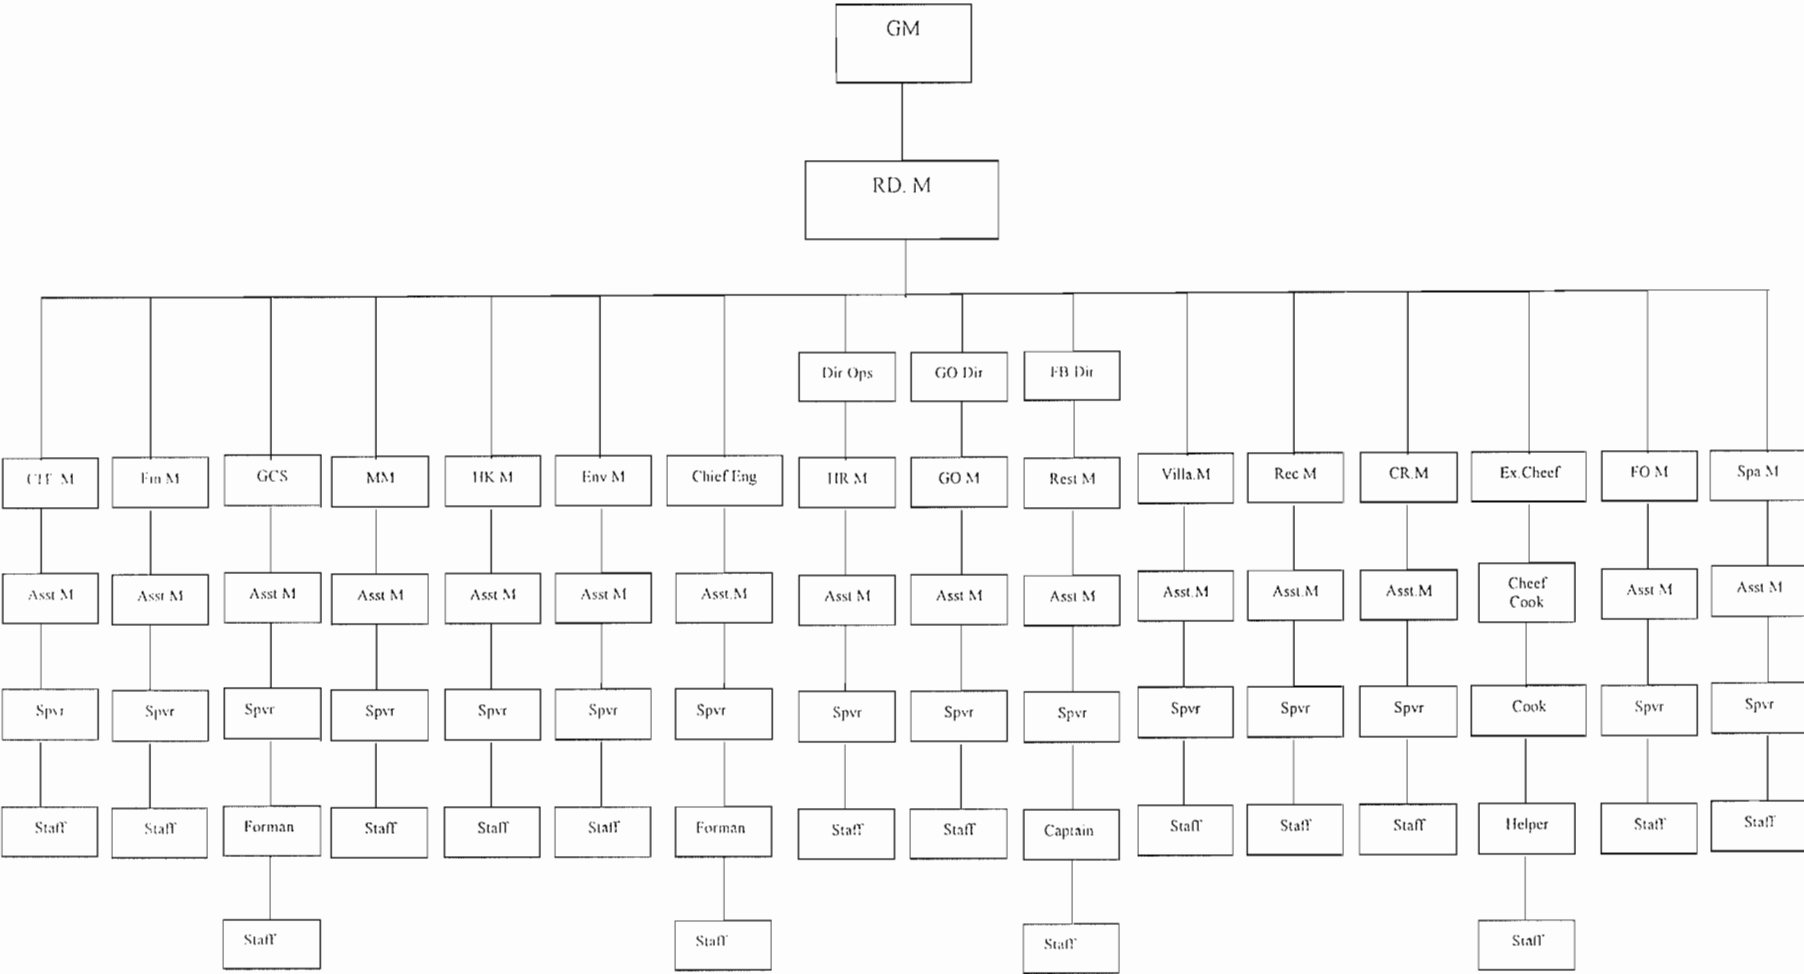 GM
RD. M
Dir Ops
GO Dir
FB Dir
Fin M
GCS
MM
HK M
Env M
Chief Eng
HR M
GO M
Rest M
Villa.M
Rec M
CR.M
Ex.Cheef
FO M
Spa M
Asst M
Asst M
Asst M
Asst M
Asst M
Asst M
Asst.M
Asst M
Asst M
Asst M
Asst.M
Asst.M
Asst.M
Cheef
Cook
Asst M
Asst M
Spvr
Spvr
Spvr
Spvr
Spvr
Spvr
Spvr
Spvr
Spvr
Spvr
Spvr
Spvr
Spvr
Cook
Spvr
Spvr
Staff
Staff
Forman
Staff
Staff
Staff
Forman
Staff
Staff
Captain
Staff
Staff
Staff
Helper
Staff
Staff
Staff
Staff
Staff
Staff